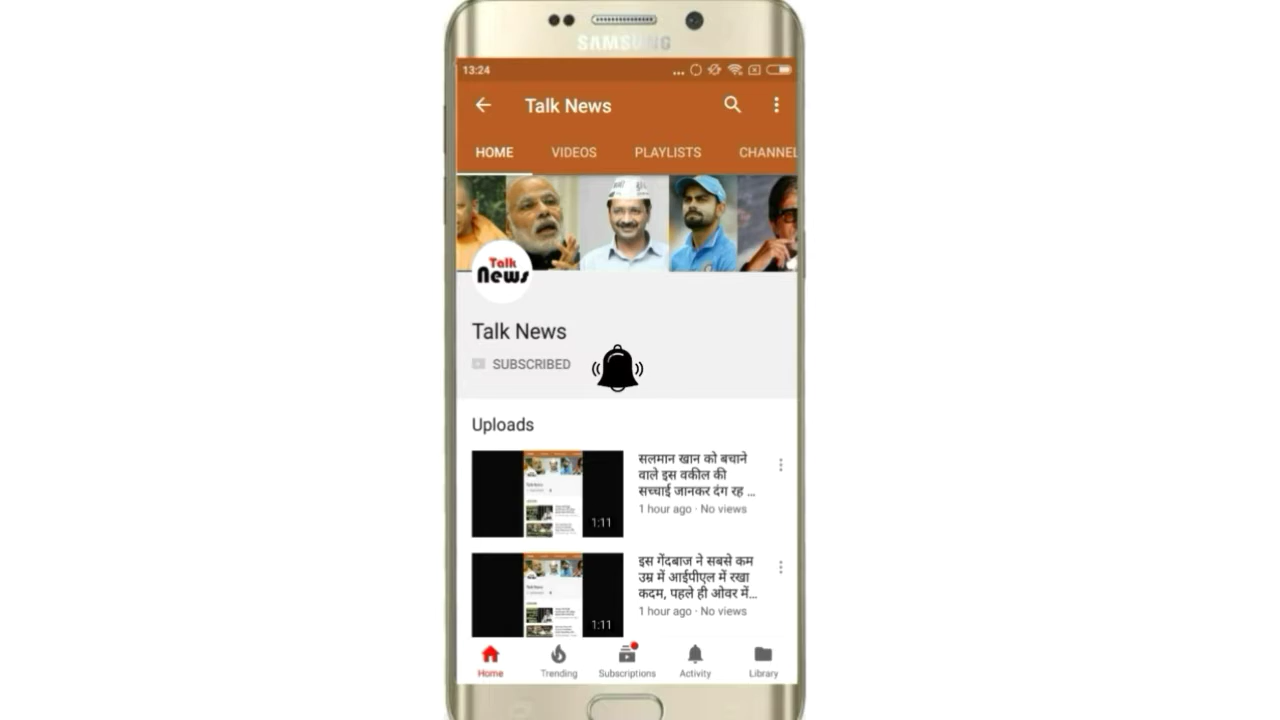 SAMSUNG
13:24
Talk News
HOME VIDEOS PLAYLISTS CHANNEL
Talk
News
Talk News
SUBSCRIBED
Uploads
सलमान खान को बचाने
वाले इस वकील की
सच्चाई जानकर दंग रह ...
1 hour ago · No views
1:11
इस गेंदबाज ने सबसे कम
उम्र में आईपीएल में रखा
कदम, पहले ही ओवर में...
1 hour ago · No views
1:11
Home Trending Subscriptions Activity Library